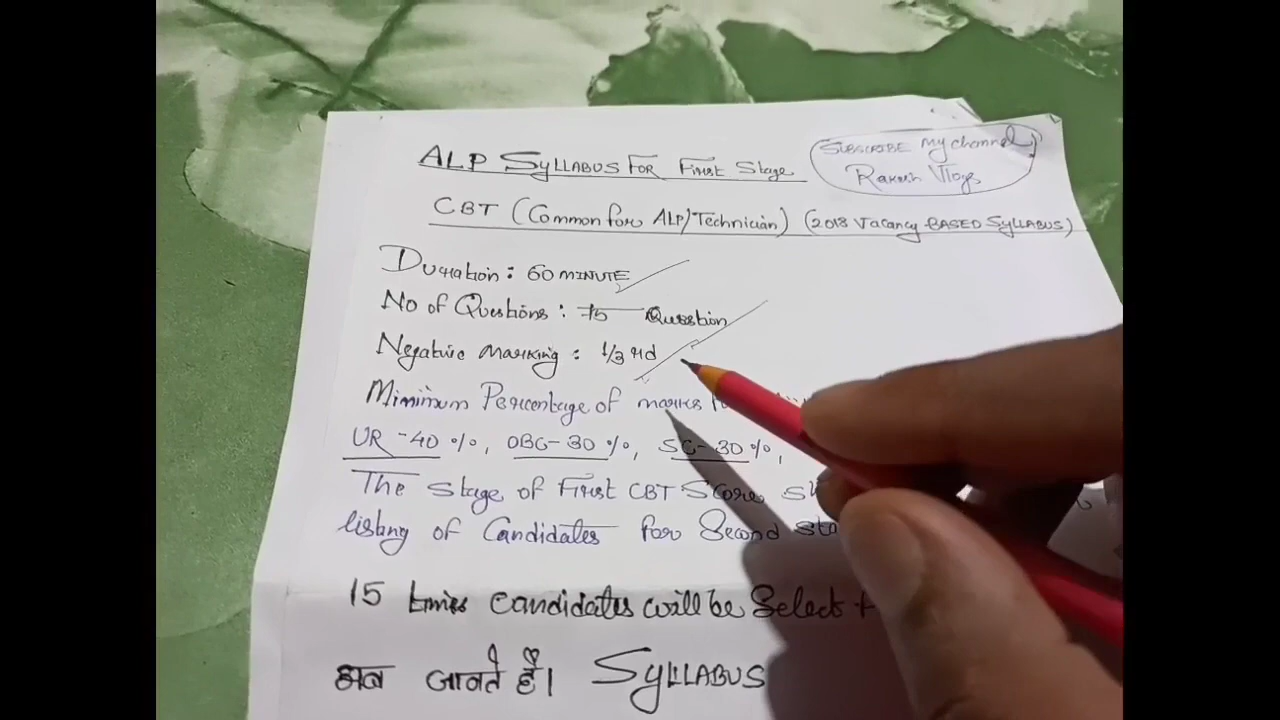 ALP SYLLABUS FOR First Stage
SUBSCRIBE My channel
Rakesh Vlogs
CBT (Common for ALP/Technician) (2018 Vacancy BASED SYLLABUS)
Duration : 60 MINUTE
No of Questions : 75 Question
Negative Marking : 1/3 rd
Minimum Percentage of marks
UR - 40 %, OBC - 30 %, SC - 30 %,
The stage of First CBT Score
listing of Candidates for Second
15 times candidates will be Select
अब जानते हैं। SYLLABUS